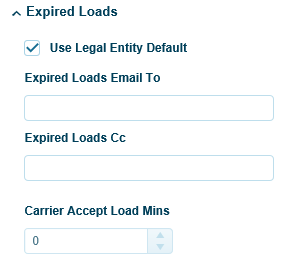 Expired Loads
Use Legal Entity Default
Expired Loads Email To
Expired Loads Cc
Carrier Accept Load Mins
0